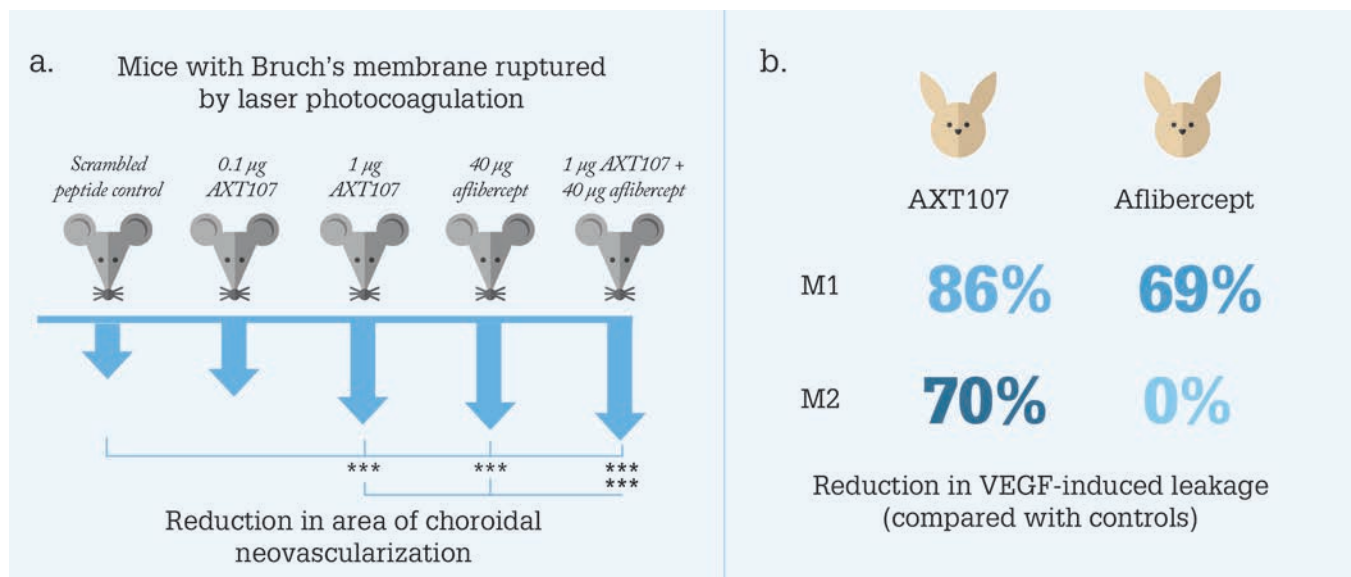 a.
Mice with Bruch's membrane ruptured
by laser photocoagulation
Scrambled
peptide control
0.1 µg
AXT107
1 µg
AXT107
40 µg
aflibercept
1 µg AXT107 +
40 µg aflibercept
*** *** ***
***
Reduction in area of choroidal
neovascularization
b.
AXT107 Aflibercept
M1 86% 69%
M2 70% 0%
Reduction in VEGF-induced leakage
(compared with controls)